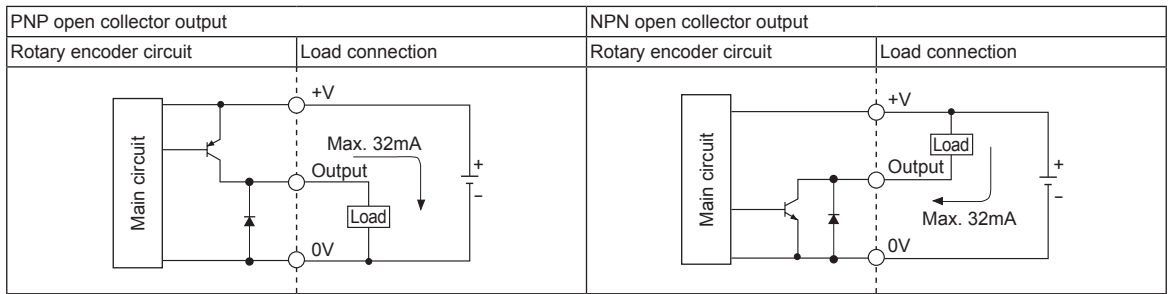 PNP open collector output
NPN open collector output
Rotary encoder circuit
Load connection
Rotary encoder circuit
Load connection
Main circuit
+V
Max. 32mA
Output
Load
0V
+
−
Main circuit
+V
Load
Output
Max. 32mA
0V
+
−